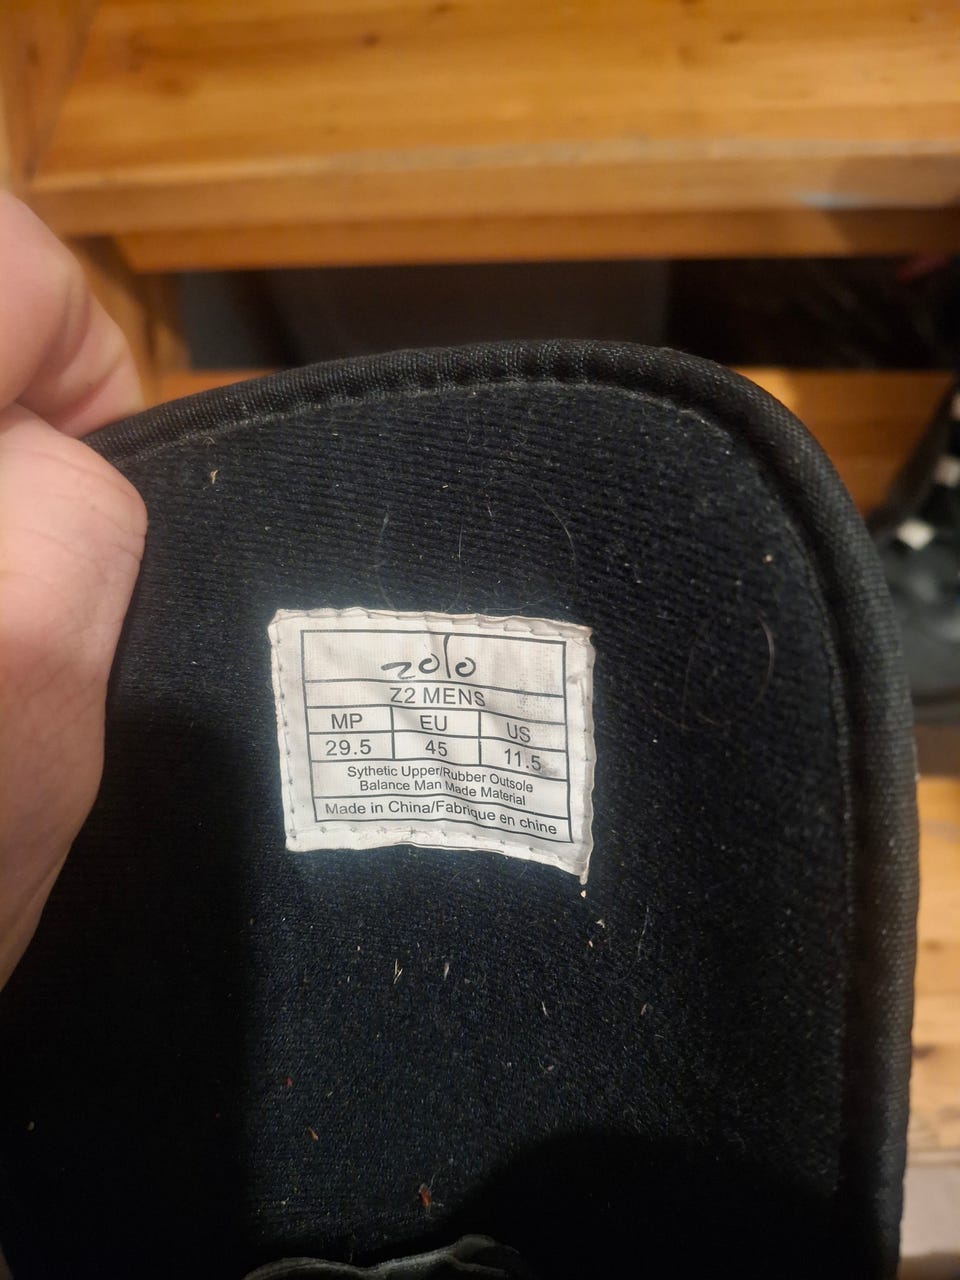 zolo
Z2 MENS
MP EU US
29.5 45 11.5
Sythetic Upper/Rubber Outsole
Balance Man Made Material
Made in China/Fabrique en chine